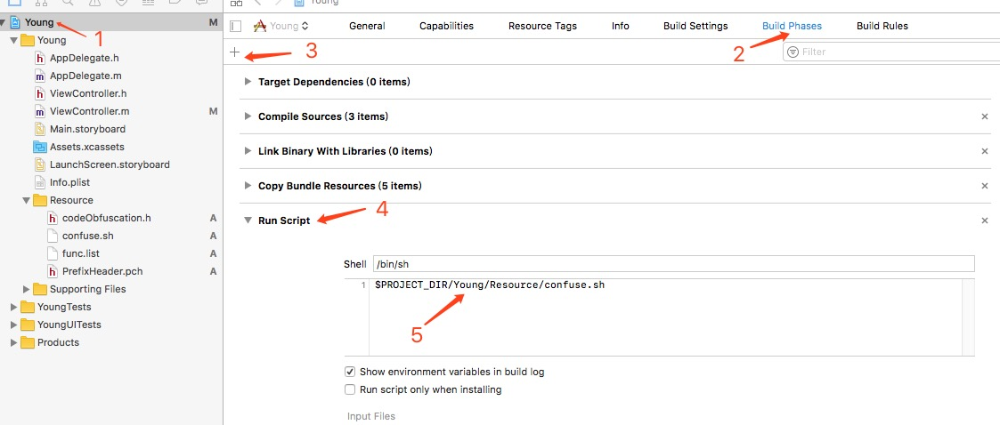 Young
Young M
1
Young
h AppDelegate.h
m AppDelegate.m
h ViewController.h
m ViewController.m M
Main.storyboard
Assets.xcassets
LaunchScreen.storyboard
Info.plist
Resource
h codeObfuscation.h A
confuse.sh A
func.list A
h PrefixHeader.pch A
Supporting Files
YoungTests
YoungUITests
Products
Young General Capabilities Resource Tags Info Build Settings Build Phases Build Rules
2
+ 3
Filter
Target Dependencies (0 items)
Compile Sources (3 items) ×
Link Binary With Libraries (0 items) ×
Copy Bundle Resources (5 items) ×
Run Script ×
4
Shell /bin/sh
1 $PROJECT_DIR/Young/Resource/confuse.sh
5
Show environment variables in build log
Run script only when installing
Input Files